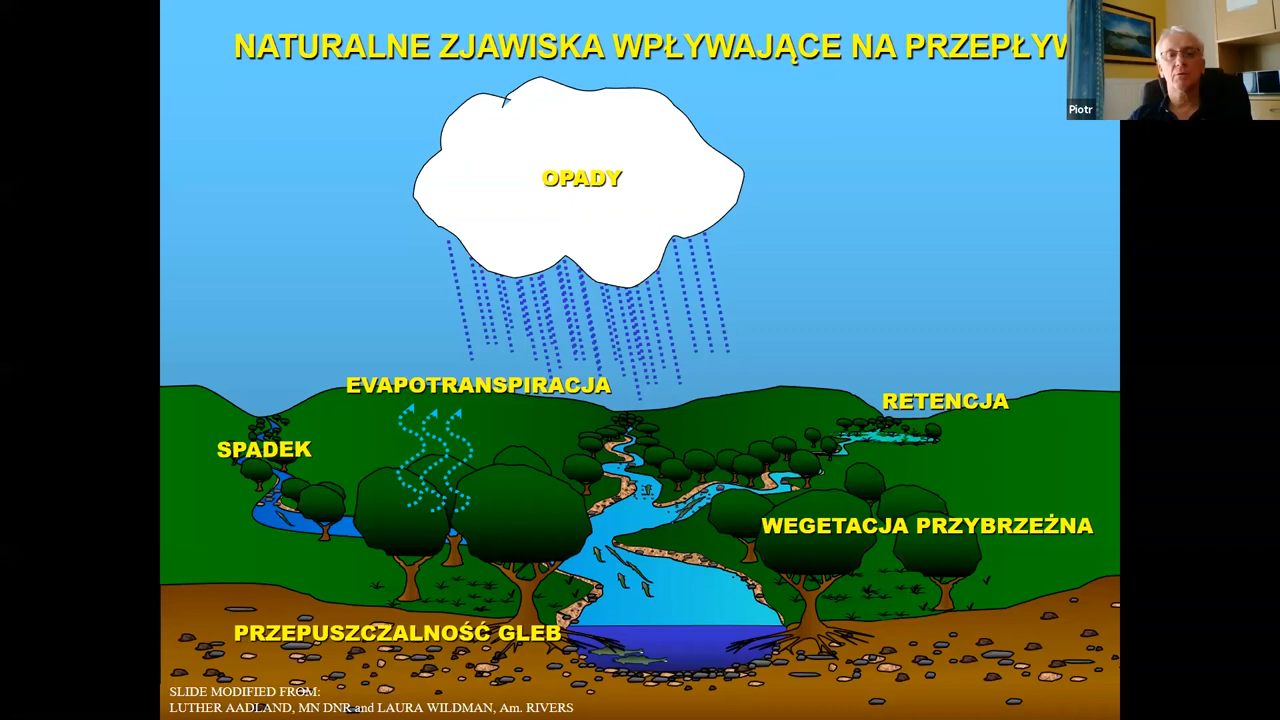 NATURALNE ZJAWISKA WPŁYWAJĄCE NA PRZEPŁYW
Piotr
OPADY
EVAPOTRANSPIRACJA
RETENCJA
SPADEK
WEGETACJA PRZYBRZEŻNA
PRZEPUSZCZALNOŚĆ GLEB
SLIDE MODIFIED FROM:
LUTHER AADLAND, MN DNR and LAURA WILDMAN, Am. RIVERS